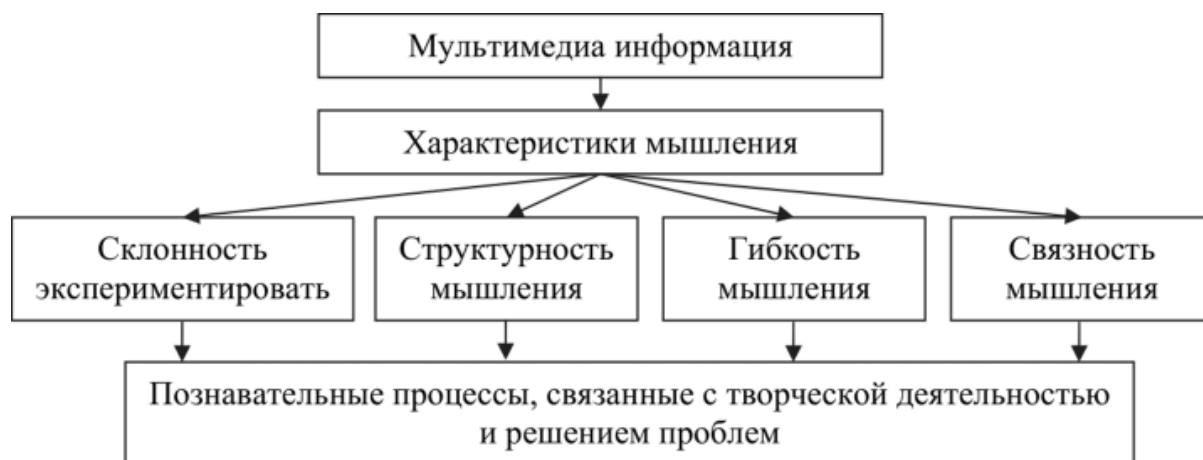 Мультимедиа информация
Характеристики мышления
Склонность
экспериментировать
Структурность
мышления
Гибкость
мышления
Связность
мышления
Познавательные процессы, связанные с творческой деятельностью
и решением проблем